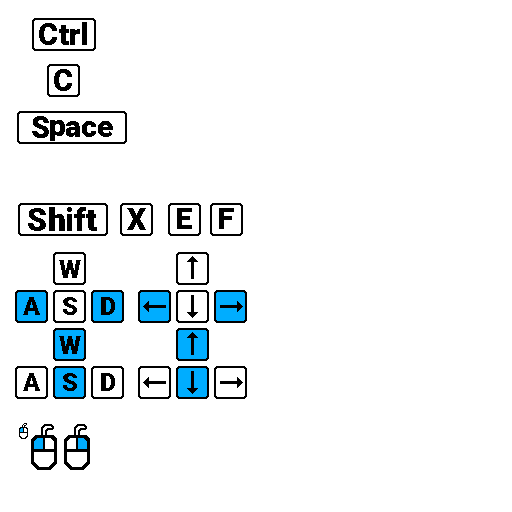 Ctrl
C
Space
Shift X E F
W ↑
A S D ← ↓ →
W ↑
A S D ← ↓ →